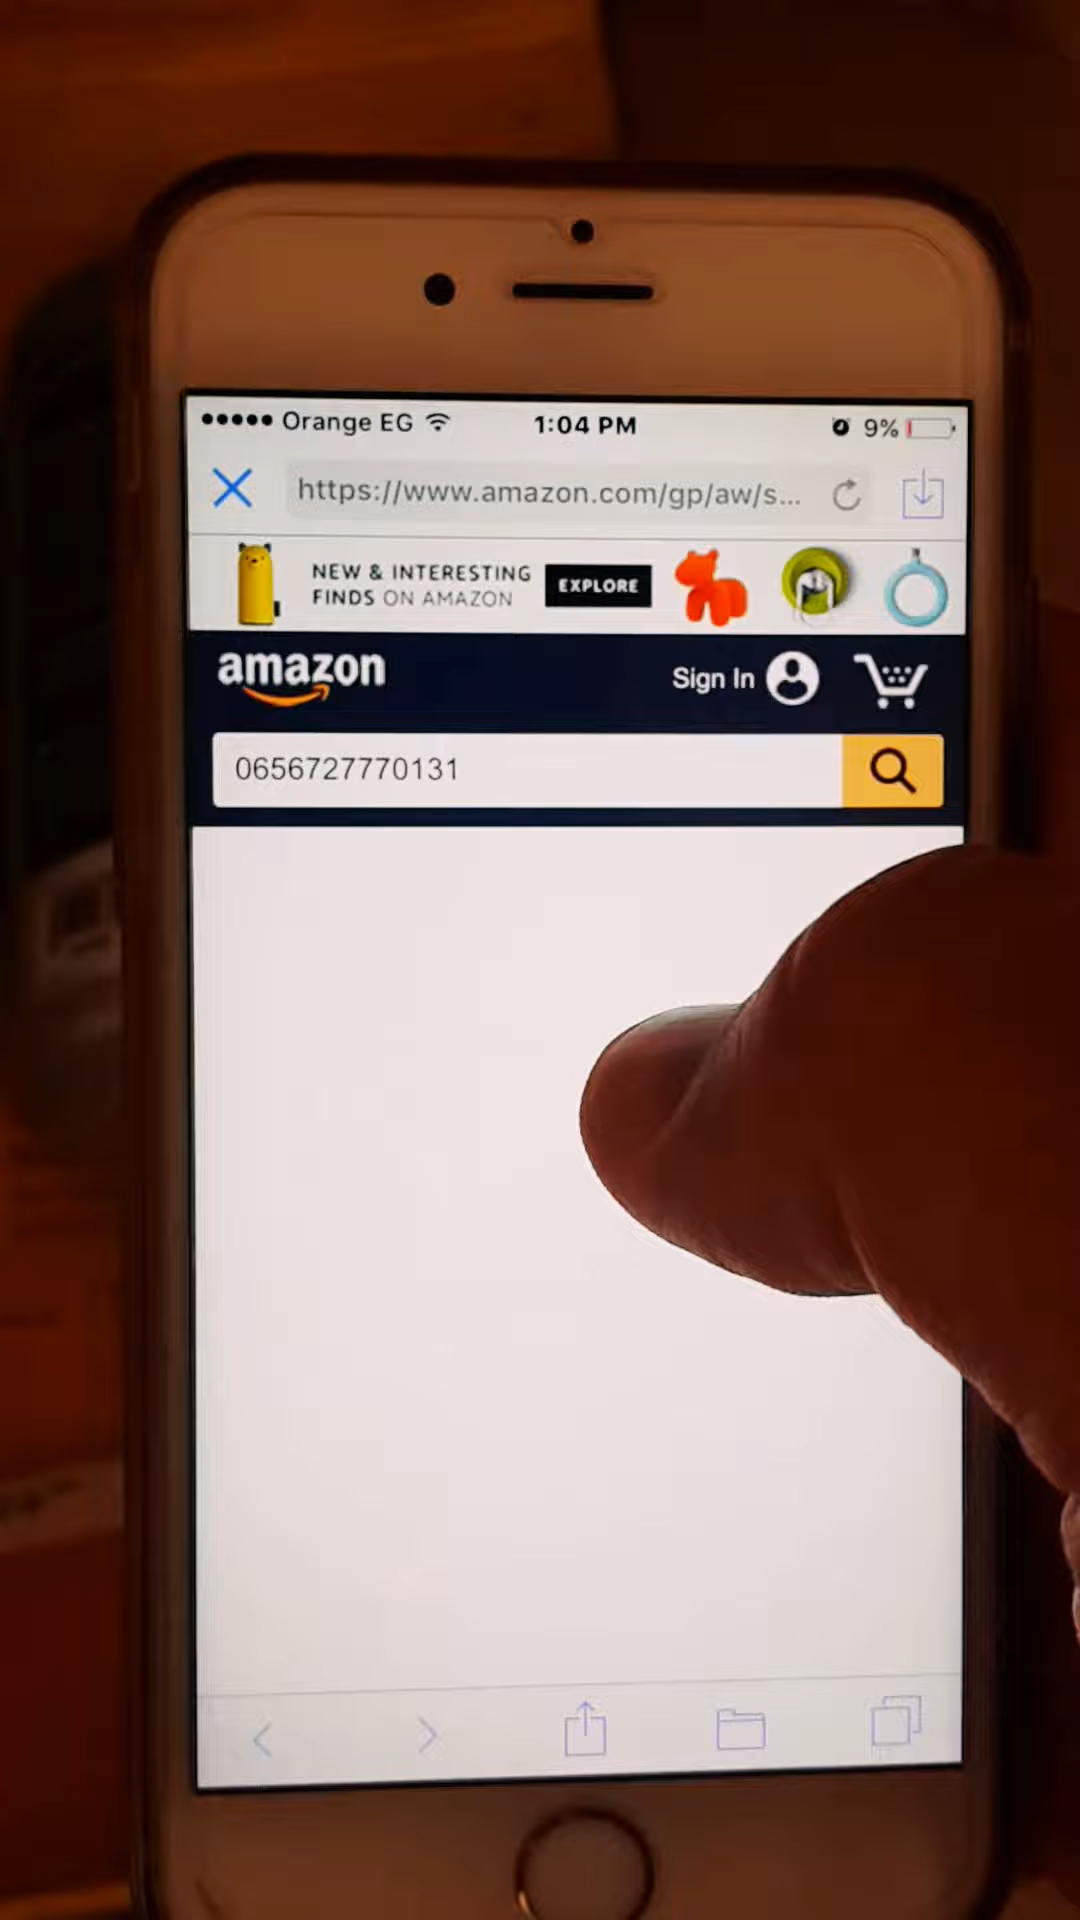 Orange EG 1:04 PM 9%
https://www.amazon.com/gp/aw/s...
NEW & INTERESTING
FINDS ON AMAZON
EXPLORE
amazon Sign In
0656727770131